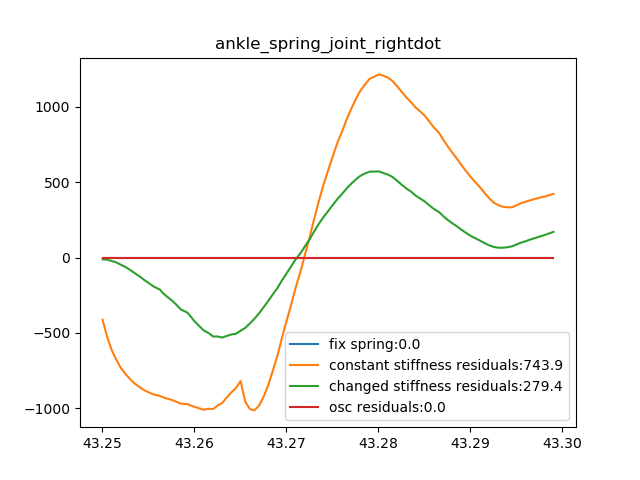 ankle_spring_joint_rightdot
1000
500
0
−500
−1000
fix spring:0.0
constant stiffness residuals:743.9
changed stiffness residuals:279.4
osc residuals:0.0
43.25 43.26 43.27 43.28 43.29 43.30